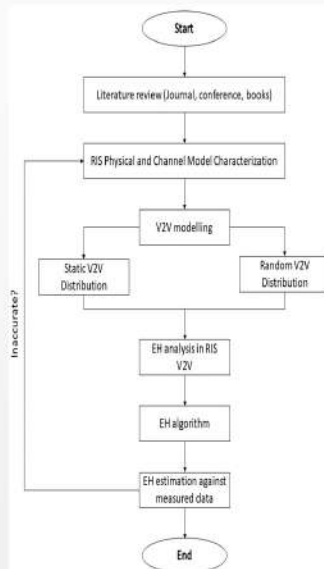 Start
Literature review (Journal, conference, books)
RIS Physical and Channel Model Characterization
V2V modelling
Static V2V
Distribution
Random V2V
Distribution
Inaccurate?
EH analysis in RIS
V2V
EH algorithm
EH estimation against
measured data
End